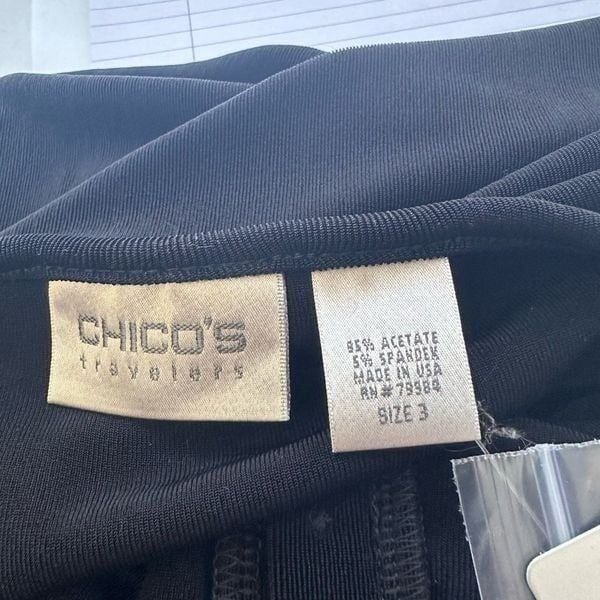 CHICO'S
travelers
95% ACETATE
5% SPANDEX
MADE IN USA
RN# 79984
SIZE 3